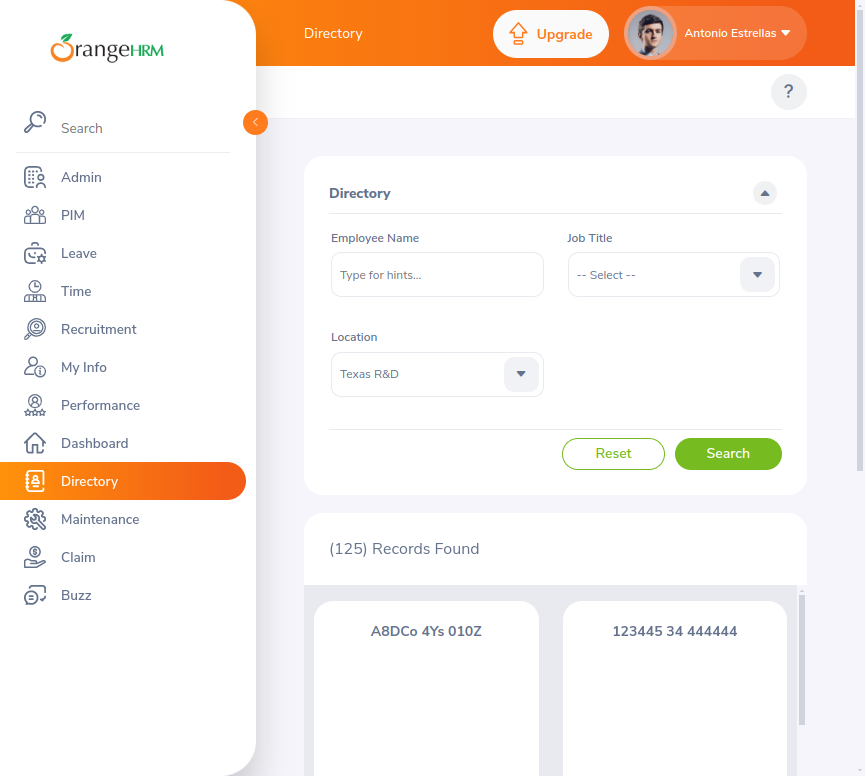 OrangeHRM
Directory
Upgrade
Antonio Estrellas
?
Search
Admin
PIM
Leave
Time
Recruitment
My Info
Performance
Dashboard
Directory
Maintenance
Claim
Buzz
Directory
Employee Name
Job Title
Type for hints...
-- Select --
Location
Texas R&D
Reset
Search
(125) Records Found
A8DCo 4Ys 010Z
123445 34 444444